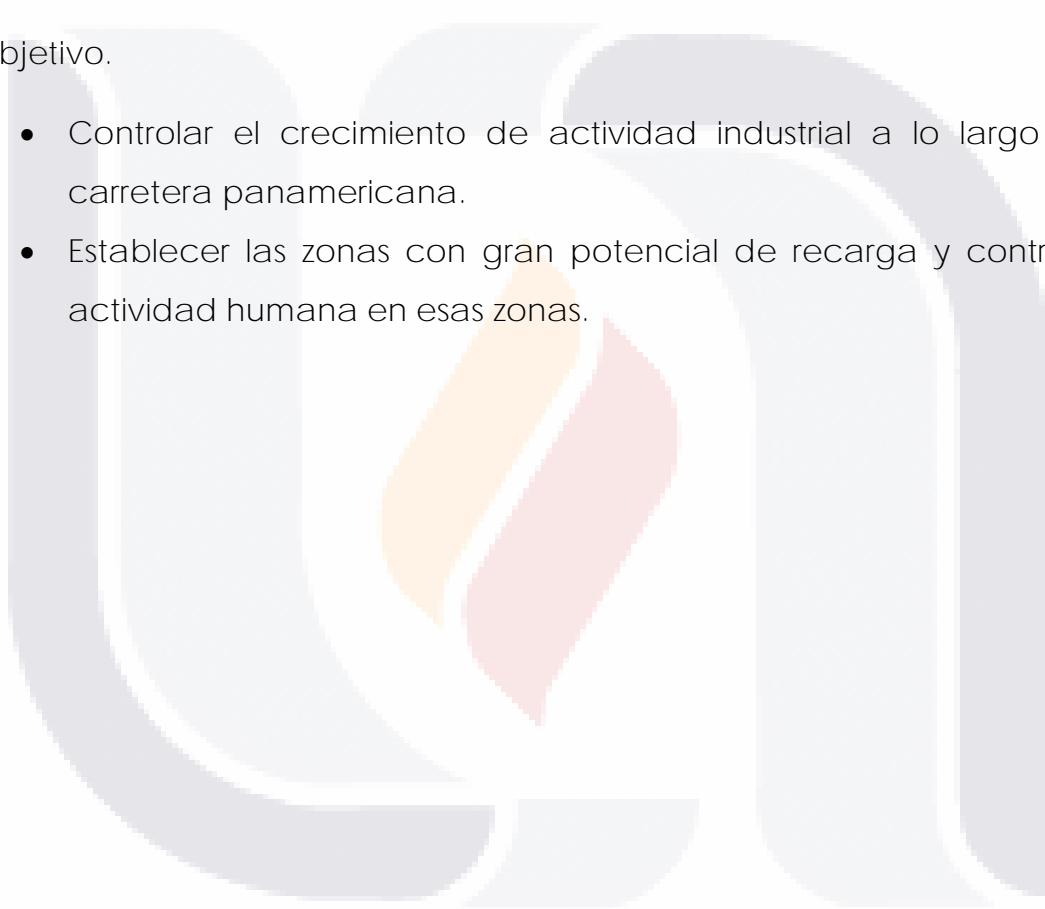 bjetivo.
• Controlar el crecimiento de actividad industrial a lo largo
carretera panamericana.
• Establecer las zonas con gran potencial de recarga y contr
actividad humana en esas zonas.